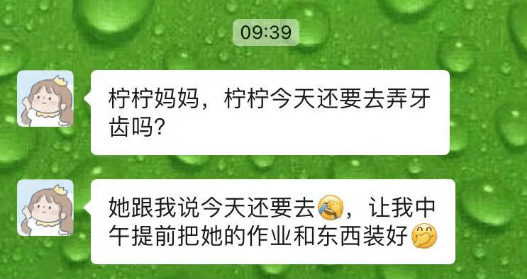 09:39
柠柠妈妈，柠柠今天还要去弄牙
齿吗？
她跟我说今天还要去😂，让我中
午提前把她的作业和东西装好🤭